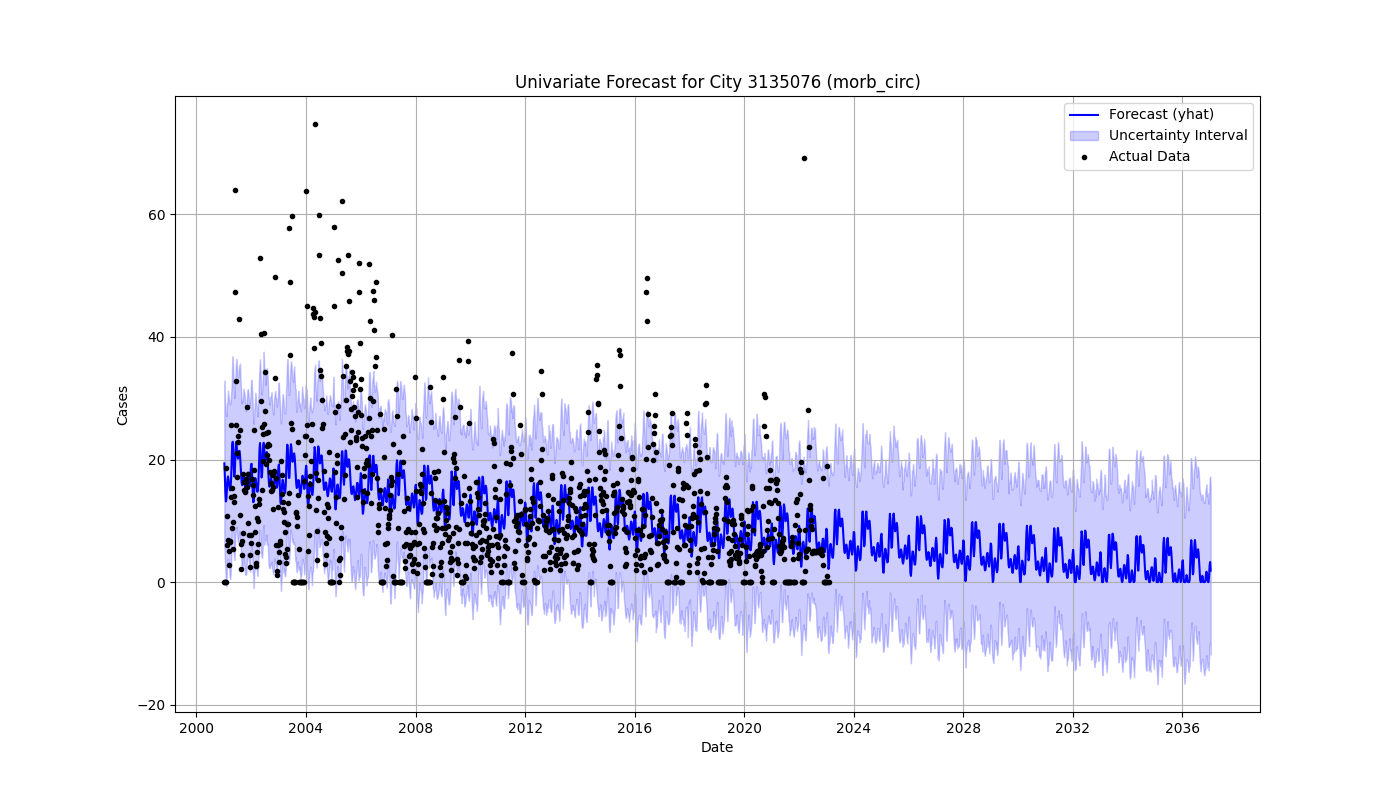 Univariate Forecast for City 3135076 (morb_circ)
Forecast (yhat)
Uncertainty Interval
Actual Data
Cases
60
40
20
0
−20
2000 2004 2008 2012 2016 2020 2024 2028 2032 2036
Date